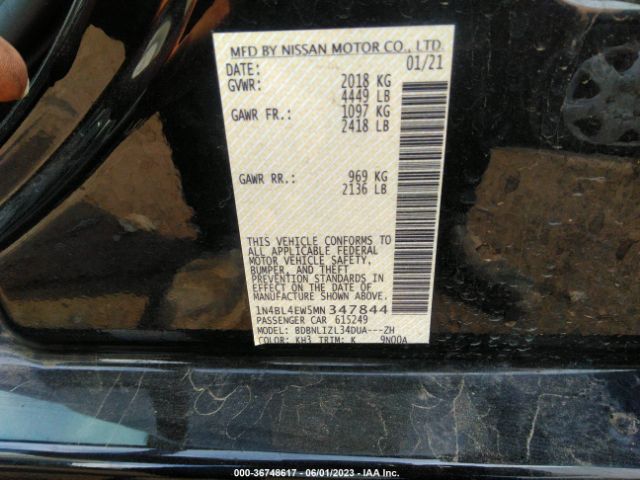 MFD BY NISSAN MOTOR CO., LTD
DATE: 01/21
GVWR: 2018 KG
4449 LB
GAWR FR.: 1097 KG
2418 LB
GAWR RR.: 969 KG
2136 LB
THIS VEHICLE CONFORMS TO
ALL APPLICABLE FEDERAL
MOTOR VEHICLE SAFETY,
BUMPER, AND THEFT
PREVENTION STANDARDS IN
EFFECT ON THE DATE OF
MANUFACTURE SHOWN ABOVE.
1N4BL4EW5MN347844
PASSENGER CAR 615249
MODEL: BDBNLIZL34DUA---ZH
COLOR: KH3 TRIM: K 9N00A
000-36748617 - 06/01/2023 - IAA Inc.